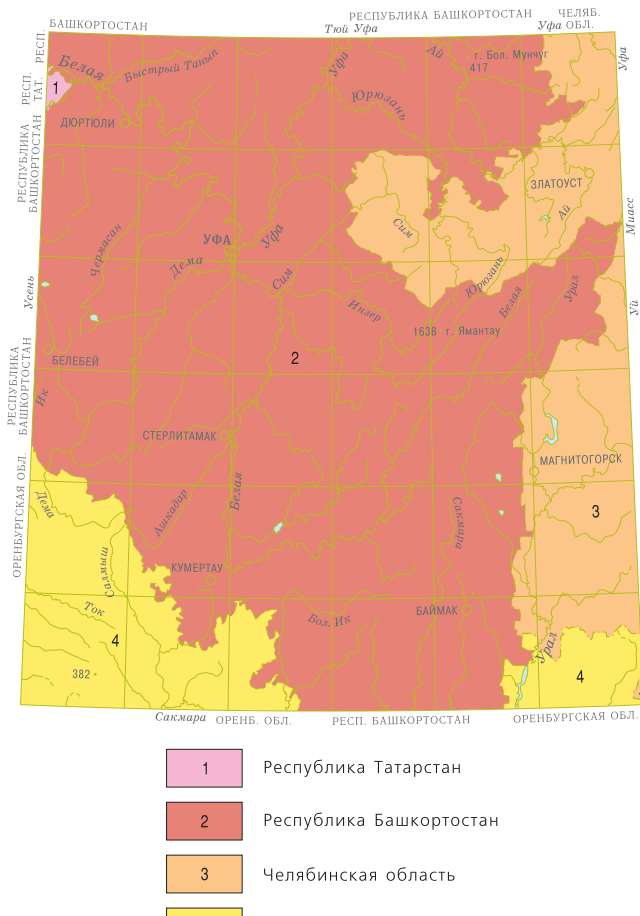 РЕСПУБЛИКА БАШКОРТОСТАН
ЧЕЛЯБ.
БАШКОРТОСТАН
Тюй Уфа
Уфа
ОБЛ.
РЕСП.
РЕСП.
ТАТ.
Белая
Быстрый Танып
Уфа
Ай
г. Бол. Мунчуг
417
Уфа
1
Юрюзань
ДЮРТЮЛИ
РЕСПУБЛИКА
БАШКОРТОСТАН
ЗЛАТОУСТ
Ай
Миасс
Сим
Чермасан
УФА
Уфа
Дема
Сим
Юрюзань
Белая
Урал
Усень
Инзер
1638 г. Ямантау
Уй
2
БЕЛЕБЕЙ
РЕСПУБЛИКА
БАШКОРТОСТАН
Ик
СТЕРЛИТАМАК
МАГНИТОГОРСК
ОРЕНБУРГСКАЯ ОБЛ.
Дема
Ашкадар
Белая
Сакмара
3
Салмыш
КУМЕРТАУ
Ток
Бол. Ик
БАЙМАК
4
Урал
382
4
Сакмара
ОРЕНБ. ОБЛ.
РЕСП. БАШКОРТОСТАН
ОРЕНБУРГСКАЯ ОБЛ.
1 Республика Татарстан
2 Республика Башкортостан
3 Челябинская область